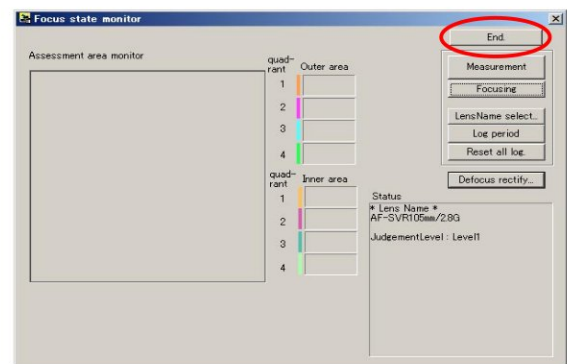 Focus state monitor
End.
Assessment area monitor
quad-
rant
Outer area
1
2
3
4
quad-
rant
Inner area
1
2
3
4
Measurement
Focusing
LensName select...
Log period
Reset all log.
Defocus rectify...
Status
* Lens Name *
AF-SVR105mm/2.8G
JudgementLevel : Level1